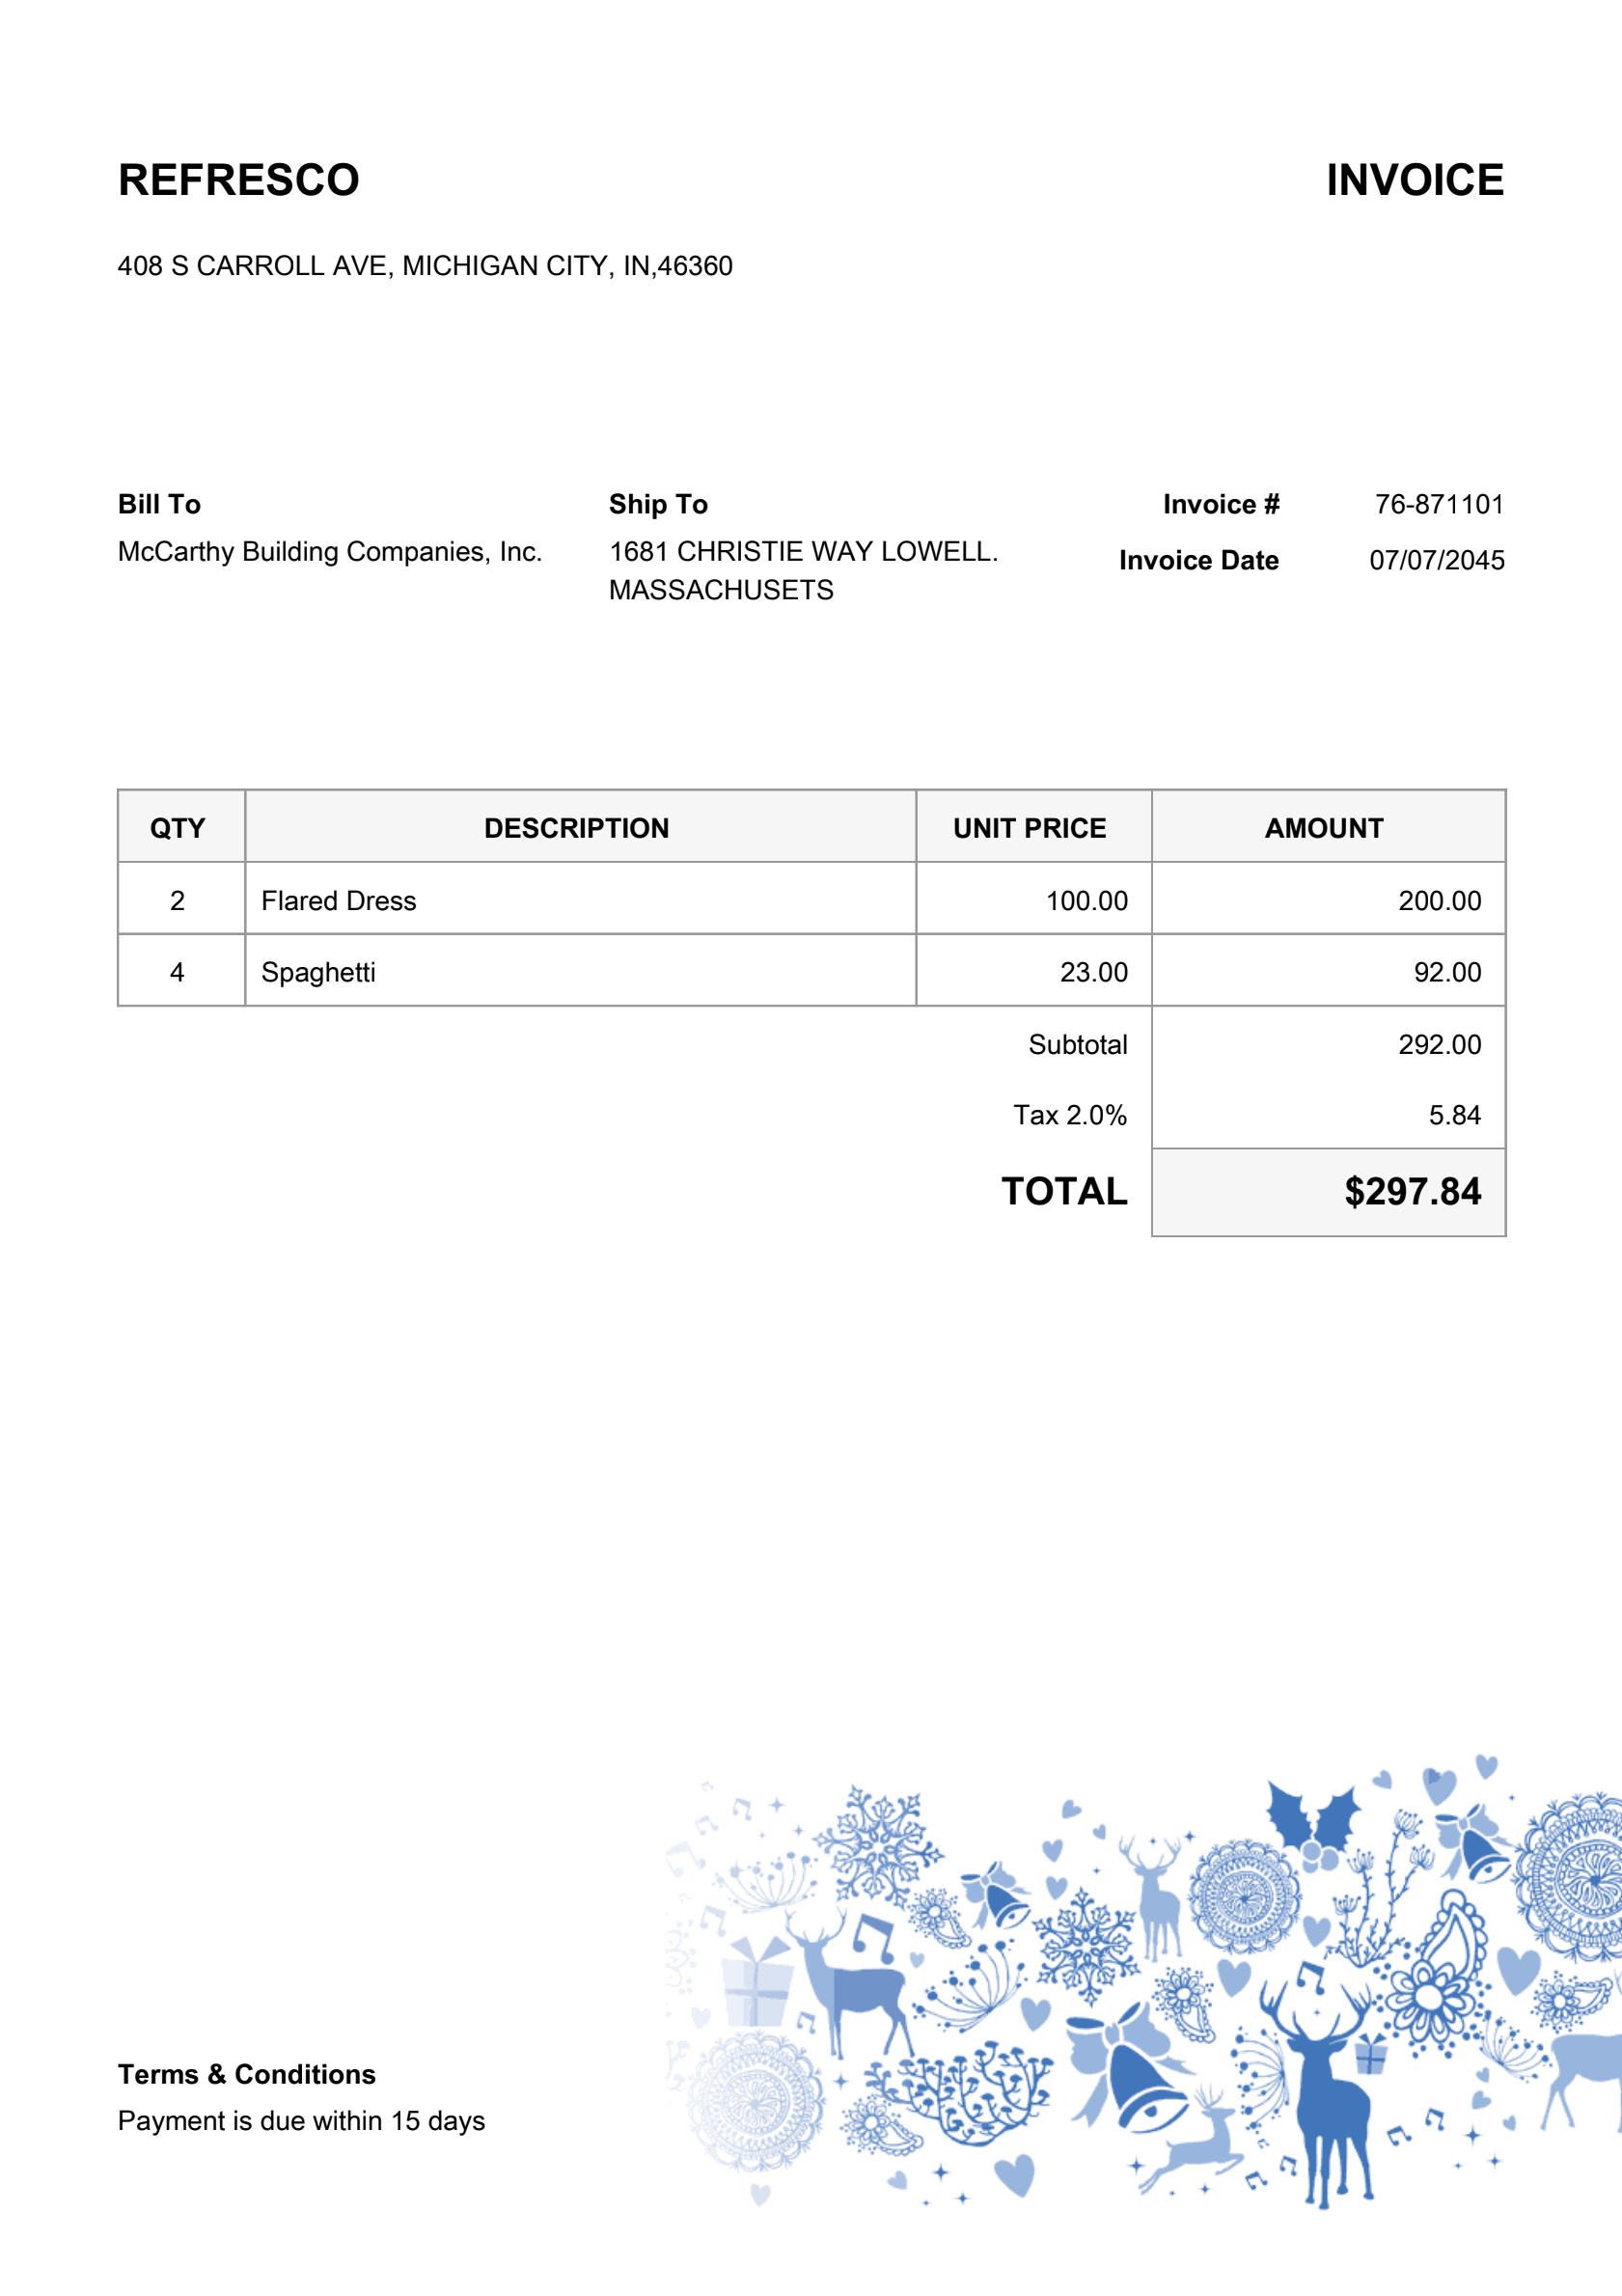 REFRESCO
INVOICE
408 S CARROLL AVE, MICHIGAN CITY, IN,46360
Bill To
McCarthy Building Companies, Inc.
Ship To
1681 CHRISTIE WAY LOWELL.
MASSACHUSETS
Invoice # 76-871101
Invoice Date 07/07/2045
QTY DESCRIPTION UNIT PRICE AMOUNT
2 Flared Dress 100.00 200.00
4 Spaghetti 23.00 92.00
Subtotal 292.00
Tax 2.0% 5.84
TOTAL $297.84
Terms & Conditions
Payment is due within 15 days